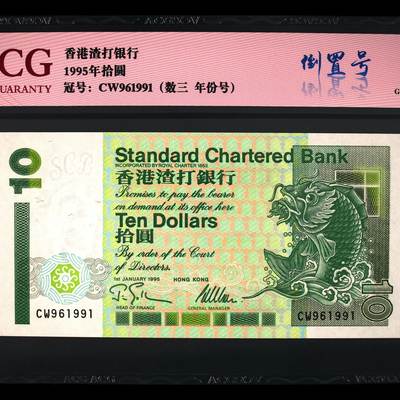 CG
UARANTY
香港渣打银行
1995年拾圓
冠号: CW961991 (数三 年份号)
倒置号
G
10
Standard Chartered Bank
INCORPORATED BY ROYAL CHARTER 1853
香港渣打銀行
Promises to pay the bearer
on demand at its office here
Ten Dollars
拾圓
By order of the Court
of Directors.
1st JANUARY 1995 HONG KONG
HEAD OF FINANCE GENERAL MANAGER
CW961991
CW961991
10